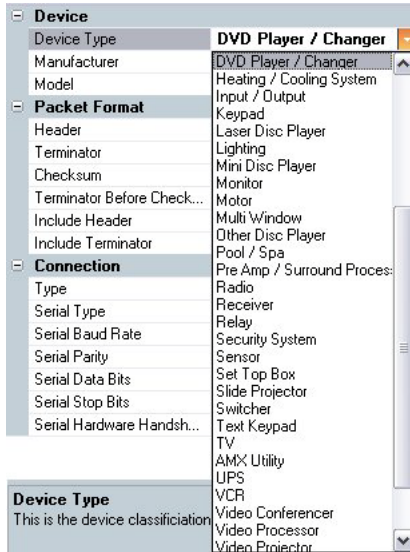 Device
Device Type DVD Player / Changer
Manufacturer
Model
Packet Format
Header
Terminator
Checksum
Terminator Before Check...
Include Header
Include Terminator
Connection
Type
Serial Type
Serial Baud Rate
Serial Parity
Serial Data Bits
Serial Stop Bits
Serial Hardware Handsh...
DVD Player / Changer
Heating / Cooling System
Input / Output
Keypad
Laser Disc Player
Lighting
Mini Disc Player
Monitor
Motor
Multi Window
Other Disc Player
Pool / Spa
Pre Amp / Surround Proces
Radio
Receiver
Relay
Security System
Sensor
Set Top Box
Slide Projector
Switcher
Text Keypad
TV
AMX Utility
UPS
VCR
Video Conferencer
Video Processor
Video Projector
Device Type
This is the device classificiation